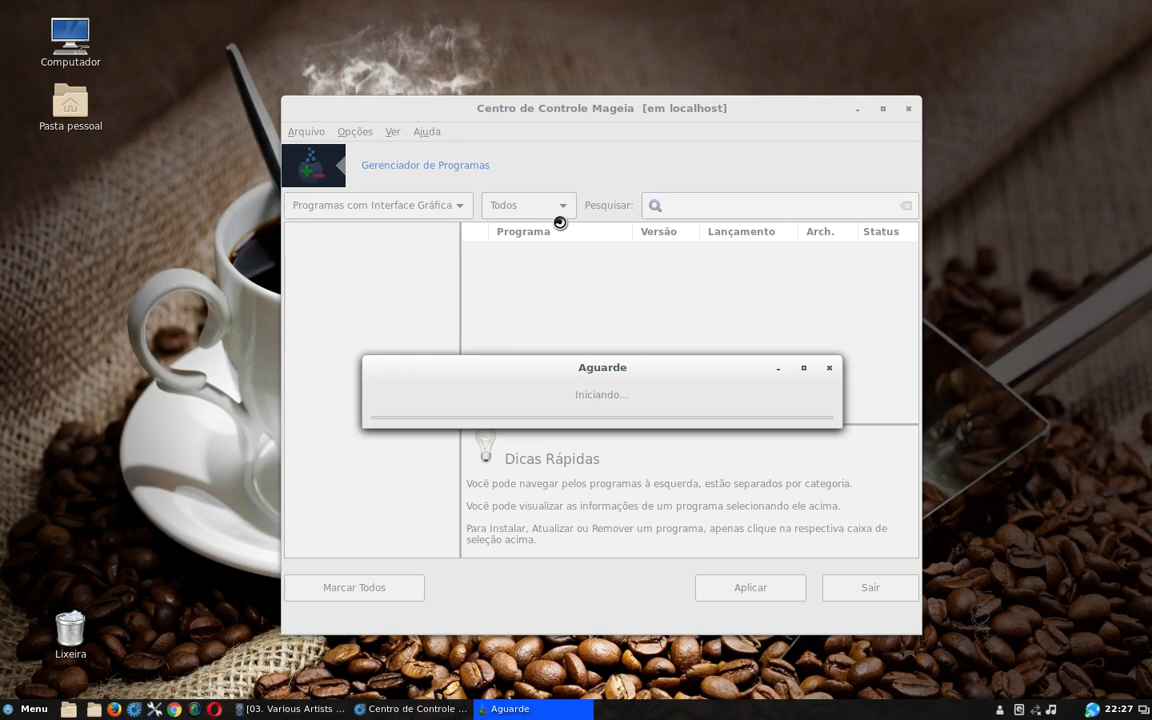 Computador
Pasta pessoal
Centro de Controle Mageia [em localhost]
Arquivo Opções Ver Ajuda
Gerenciador de Programas
Programas com Interface Gráfica Todos Pesquisar:
Programa Versão Lançamento Arch. Status
Aguarde
Iniciando...
Dicas Rápidas
Você pode navegar pelos programas à esquerda, estão separados por categoria.
Você pode visualizar as informações de um programa selecionando ele acima.
Para Instalar, Atualizar ou Remover um programa, apenas clique na respectiva caixa de
seleção acima.
Marcar Todos Aplicar Sair
Lixeira
Menu [03. Various Artists ... Centro de Controle ... Aguarde 22:27